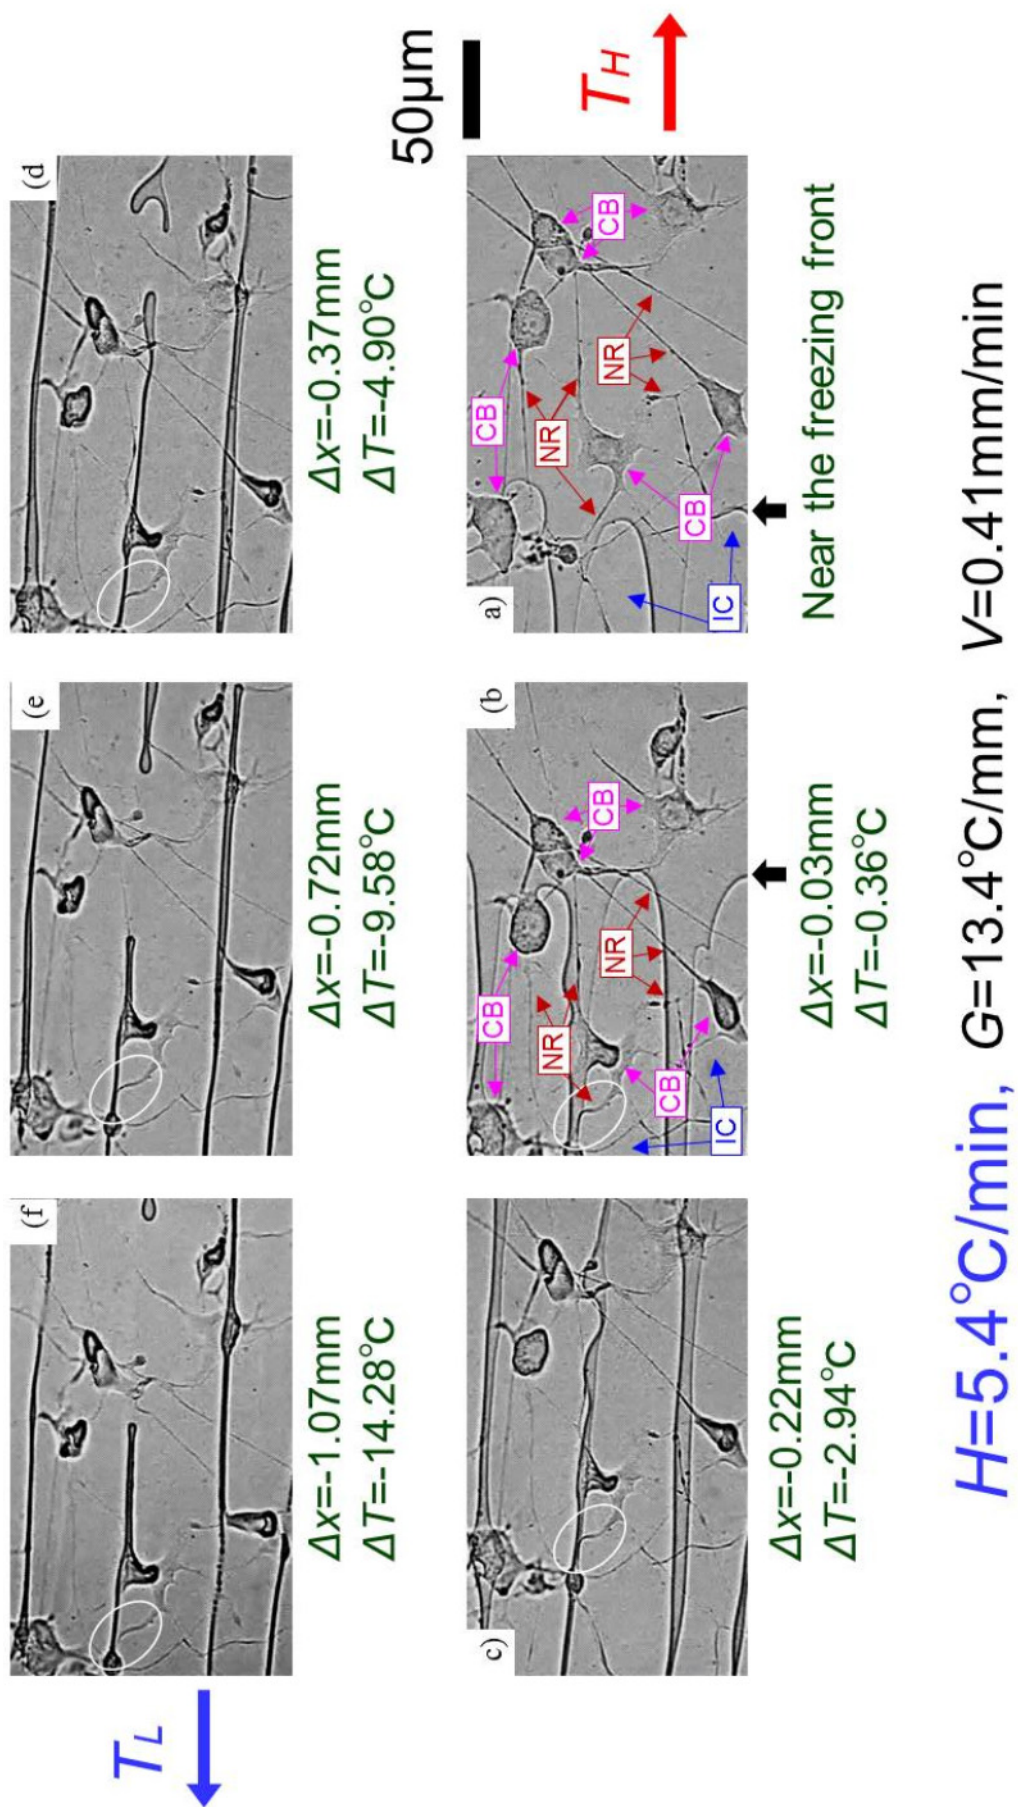 T_L
(f
(e
(d
Δx=-1.07mm
ΔT=-14.28°C
Δx=-0.72mm
ΔT=-9.58°C
Δx=-0.37mm
ΔT=-4.90°C
50μm
T_H
c)
(b
CB
NR
CB
NR
CB
IC
a)
CB
NR
CB
NR
CB
IC
Δx=-0.22mm
ΔT=-2.94°C
Δx=-0.03mm
ΔT=-0.36°C
Near the freezing front
H=5.4°C/min, G=13.4°C/mm, V=0.41mm/min